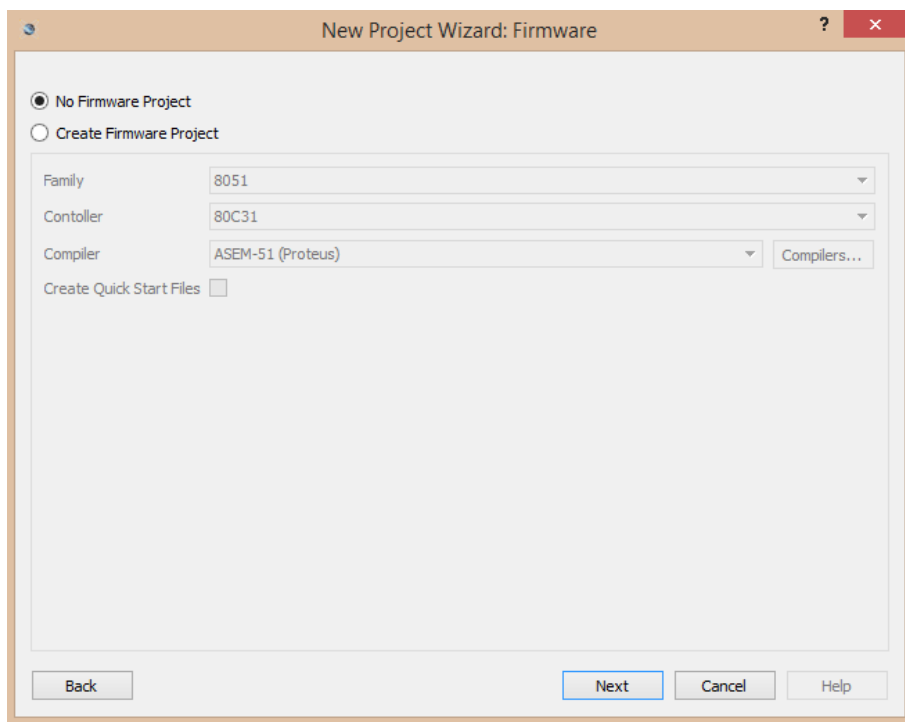 New Project Wizard: Firmware ?
No Firmware Project
Create Firmware Project
Family 8051
Contoller 80C31
Compiler ASEM-51 (Proteus) Compilers...
Create Quick Start Files
Back Next Cancel Help